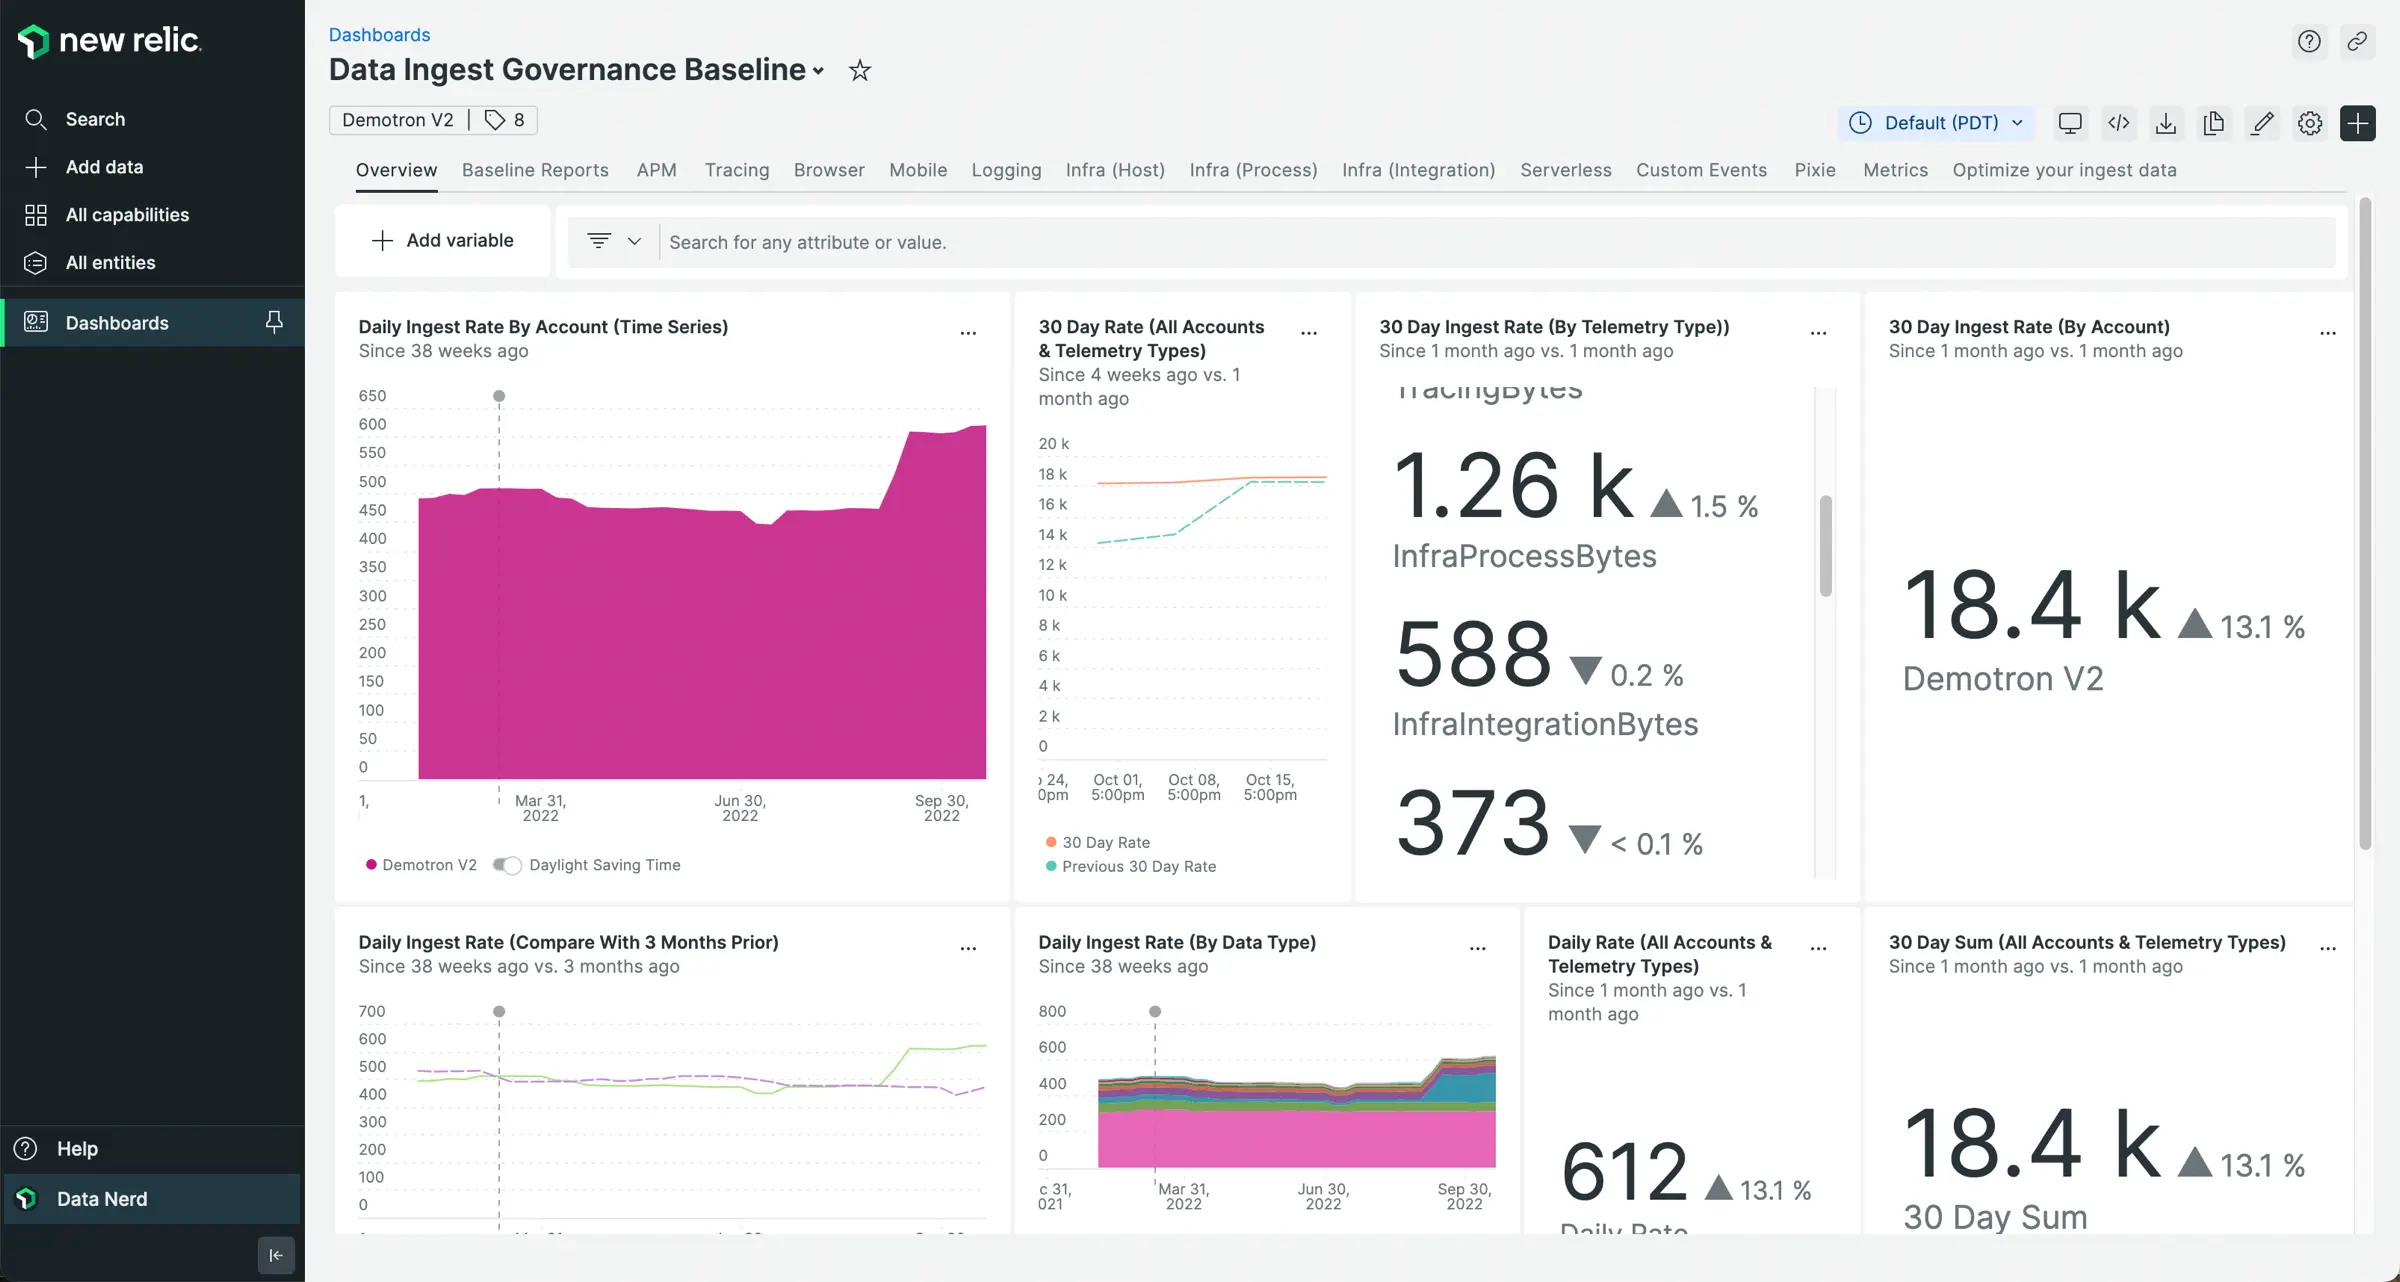 new relic.
Search
Add data
All capabilities
All entities
Dashboards
Help
Data Nerd
Dashboards
Data Ingest Governance Baseline
Demotron V2 | 8
Default (PDT)
Overview Baseline Reports APM Tracing Browser Mobile Logging Infra (Host) Infra (Process) Infra (Integration) Serverless Custom Events Pixie Metrics Optimize your ingest data
Add variable
Search for any attribute or value.
Daily Ingest Rate By Account (Time Series)
Since 38 weeks ago
650
600
550
500
450
400
350
300
250
200
150
100
50
0
1, Mar 31, Jun 30, Sep 30,
2022 2022 2022
Demotron V2 Daylight Saving Time
30 Day Rate (All Accounts
& Telemetry Types)
Since 4 weeks ago vs. 1
month ago
20 k
18 k
16 k
14 k
12 k
10 k
8 k
6 k
4 k
2 k
0
24, Oct 01, Oct 08, Oct 15,
0pm 5:00pm 5:00pm 5:00pm
30 Day Rate
Previous 30 Day Rate
30 Day Ingest Rate (By Telemetry Type))
Since 1 month ago vs. 1 month ago
TracingBytes
1.26 k 1.5 %
InfraProcessBytes
588 0.2 %
InfraIntegrationBytes
373 < 0.1 %
30 Day Ingest Rate (By Account)
Since 1 month ago vs. 1 month ago
18.4 k 13.1 %
Demotron V2
Daily Ingest Rate (Compare With 3 Months Prior)
Since 38 weeks ago vs. 3 months ago
700
600
500
400
300
200
100
0
Daily Ingest Rate (By Data Type)
Since 38 weeks ago
800
600
400
200
0
c 31, Mar 31, Jun 30, Sep 30,
021 2022 2022 2022
Daily Rate (All Accounts &
Telemetry Types)
Since 1 month ago vs. 1
month ago
612 13.1 %
Daily Rate
30 Day Sum (All Accounts & Telemetry Types)
Since 1 month ago vs. 1 month ago
18.4 k 13.1 %
30 Day Sum